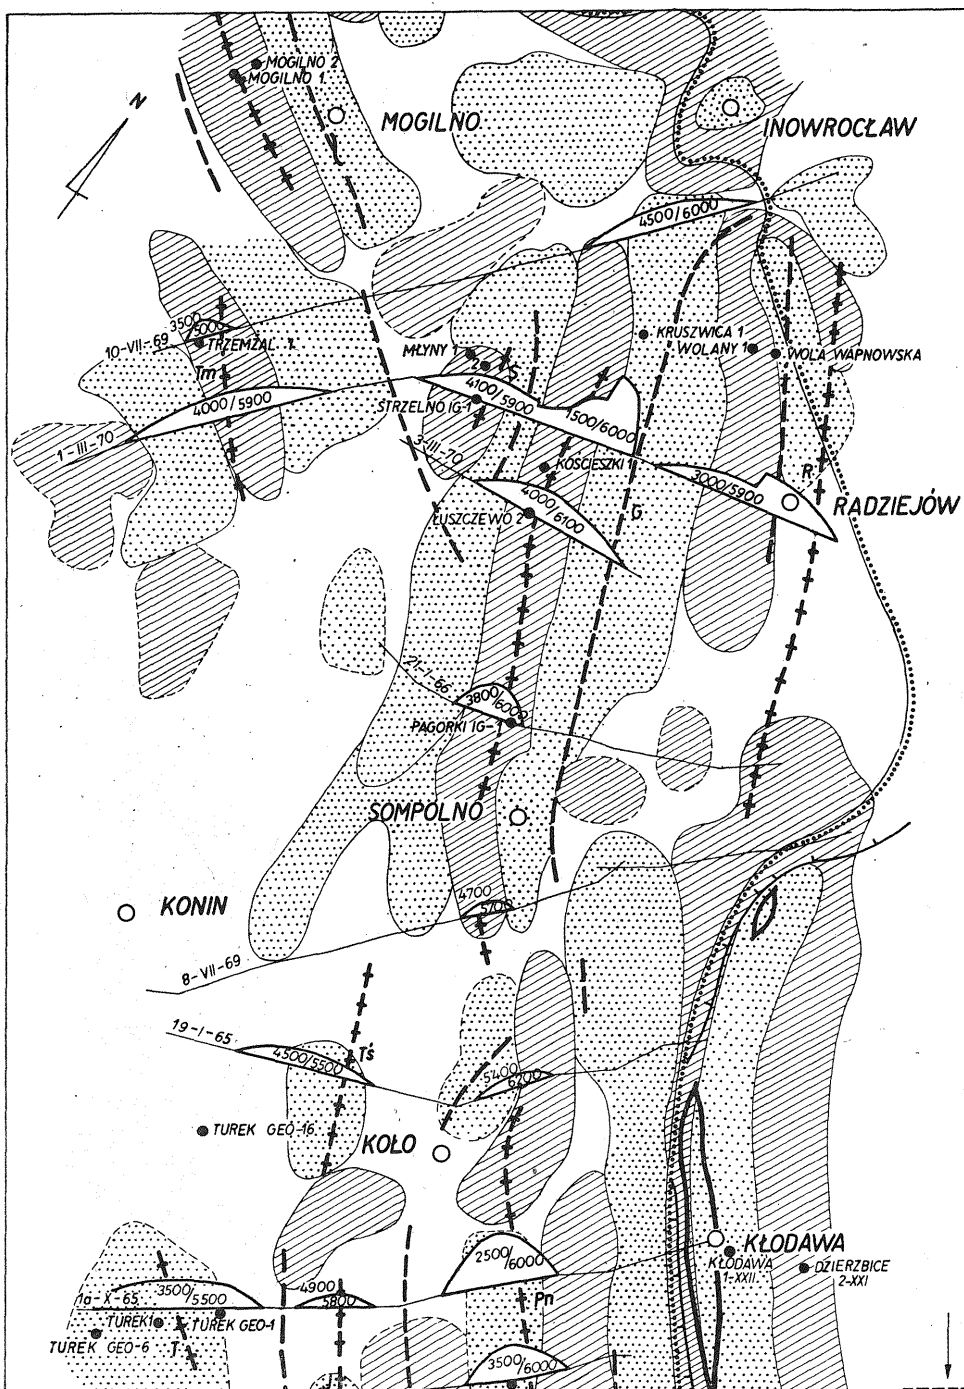 MOGILNO 2
MOGILNO 1
N
MOGILNO
INOWROCŁAW
4500/6000
3500
5000
10-VII-69
TRZEMŻAL 1
Tm
MŁYNY 1
2
Ś
KRUSZWICA 1
WOLANY 1
WOLA WAPNOWSKA
4000/5900
4100/5900
STRZELNO IG-1
1500/6000
1-III-70
3-III-70
KOŚCIESZKI 1
3000/5900
R
RADZIEJÓW
4000/6100
ŁUSZCZEWO 2
G
21-I-66
3800/6000
PAGORKI IG-1
SOMPOLNO
4700
5700
KONIN
8-VII-69
19-I-65
4500/5500
Tś
5400
6200
TUREK GEO-16
KOŁO
KŁODAWA
KŁODAWA
1-XXII
DZIERZBICE
2-XXI
2500/6000
Pn
1a-X-65
3500/5500
4900
5800
TUREK 1
TUREK GEO-1
TUREK GEO-6
T
3500/6000